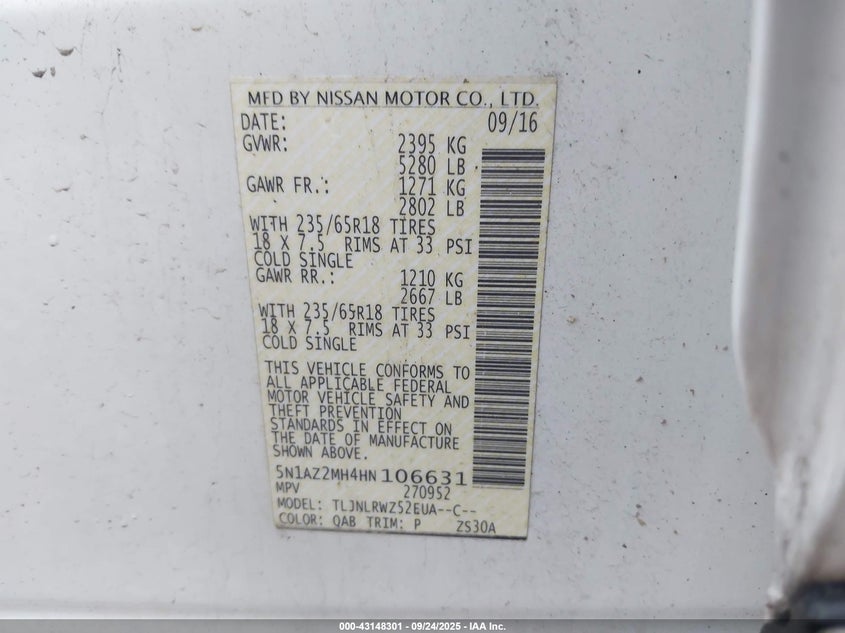 MFD BY NISSAN MOTOR CO., LTD.
DATE: 09/16
GVWR: 2395 KG
5280 LB
GAWR FR.: 1271 KG
2802 LB
WITH 235/65R18 TIRES
18 X 7.5 RIMS AT 33 PSI
COLD SINGLE
GAWR RR.: 1210 KG
2667 LB
WITH 235/65R18 TIRES
18 X 7.5 RIMS AT 33 PSI
COLD SINGLE
THIS VEHICLE CONFORMS TO
ALL APPLICABLE FEDERAL
MOTOR VEHICLE SAFETY AND
THEFT PREVENTION
STANDARDS IN EFFECT ON
THE DATE OF MANUFACTURE
SHOWN ABOVE.
5N1AZ2MH4HN106631
MPV 270952
MODEL: TLJNLRWZ52EUA--C--
COLOR: QAB TRIM: P ZS30A
000-43148301 - 09/24/2025 - IAA Inc.